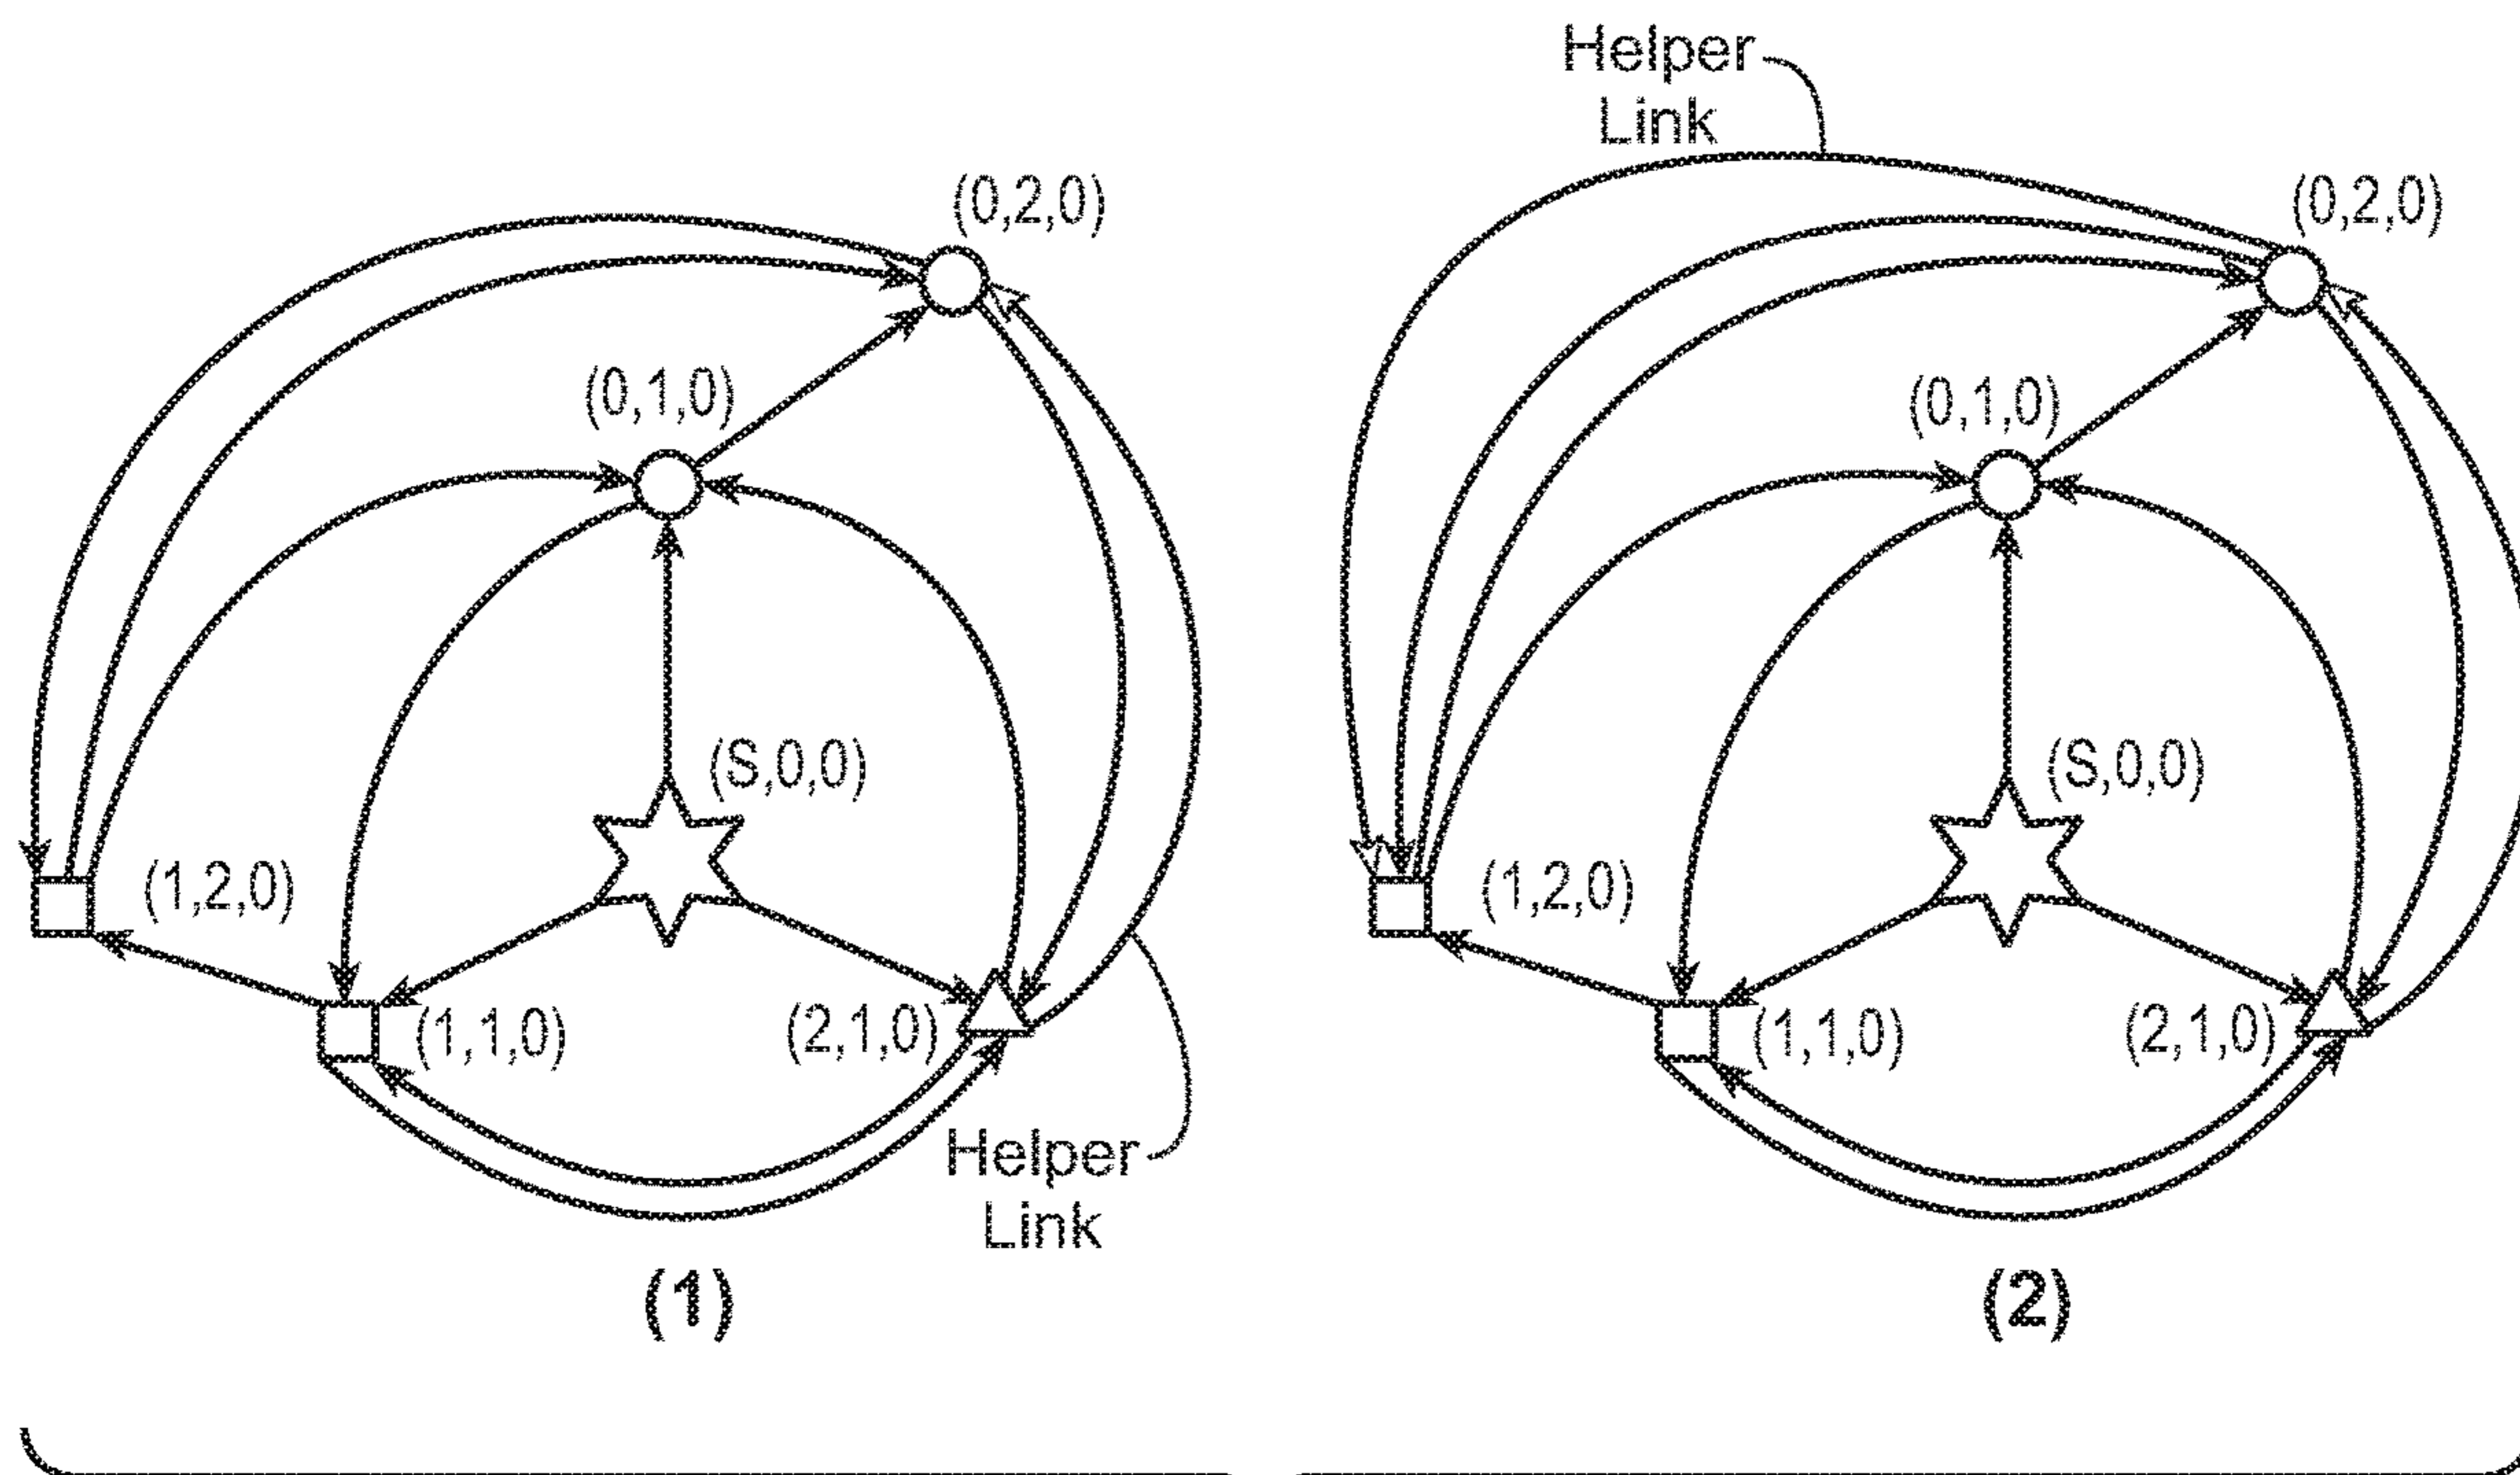 Helper
Link
(0,2,0)
(0,1,0)
(S,0,0)
(1,2,0)
(1,1,0)
(2,1,0)
Helper
Link
(1)
(0,2,0)
(0,1,0)
(S,0,0)
(1,2,0)
(1,1,0)
(2,1,0)
(2)